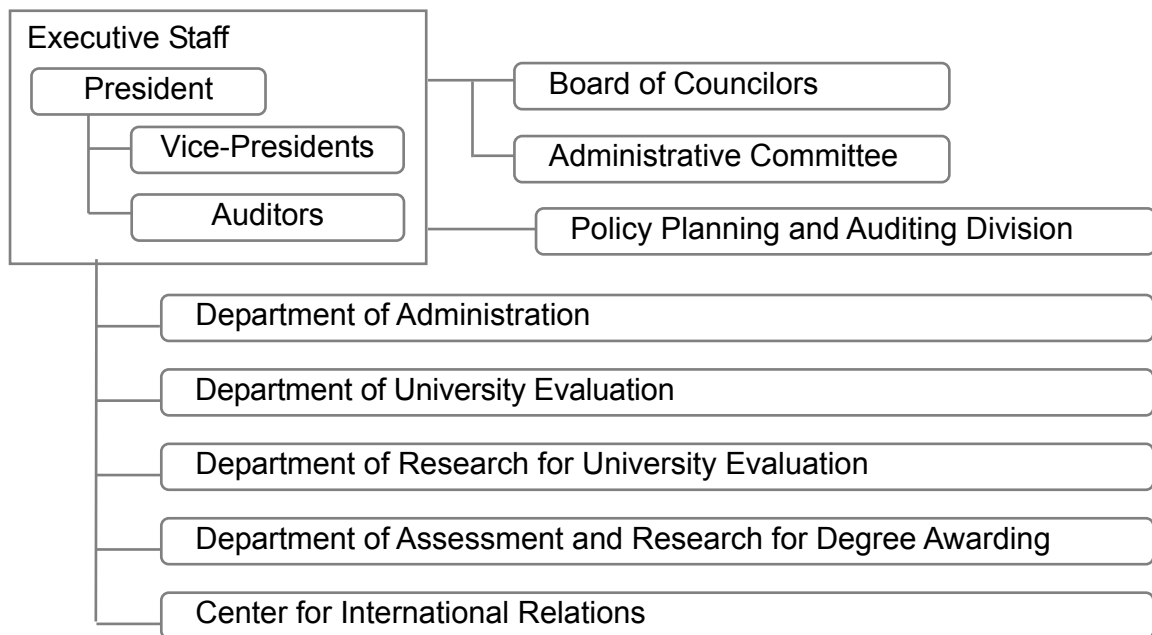 Executive Staff
President
Vice-Presidents
Auditors
Board of Councilors
Administrative Committee
Policy Planning and Auditing Division
Department of Administration
Department of University Evaluation
Department of Research for University Evaluation
Department of Assessment and Research for Degree Awarding
Center for International Relations